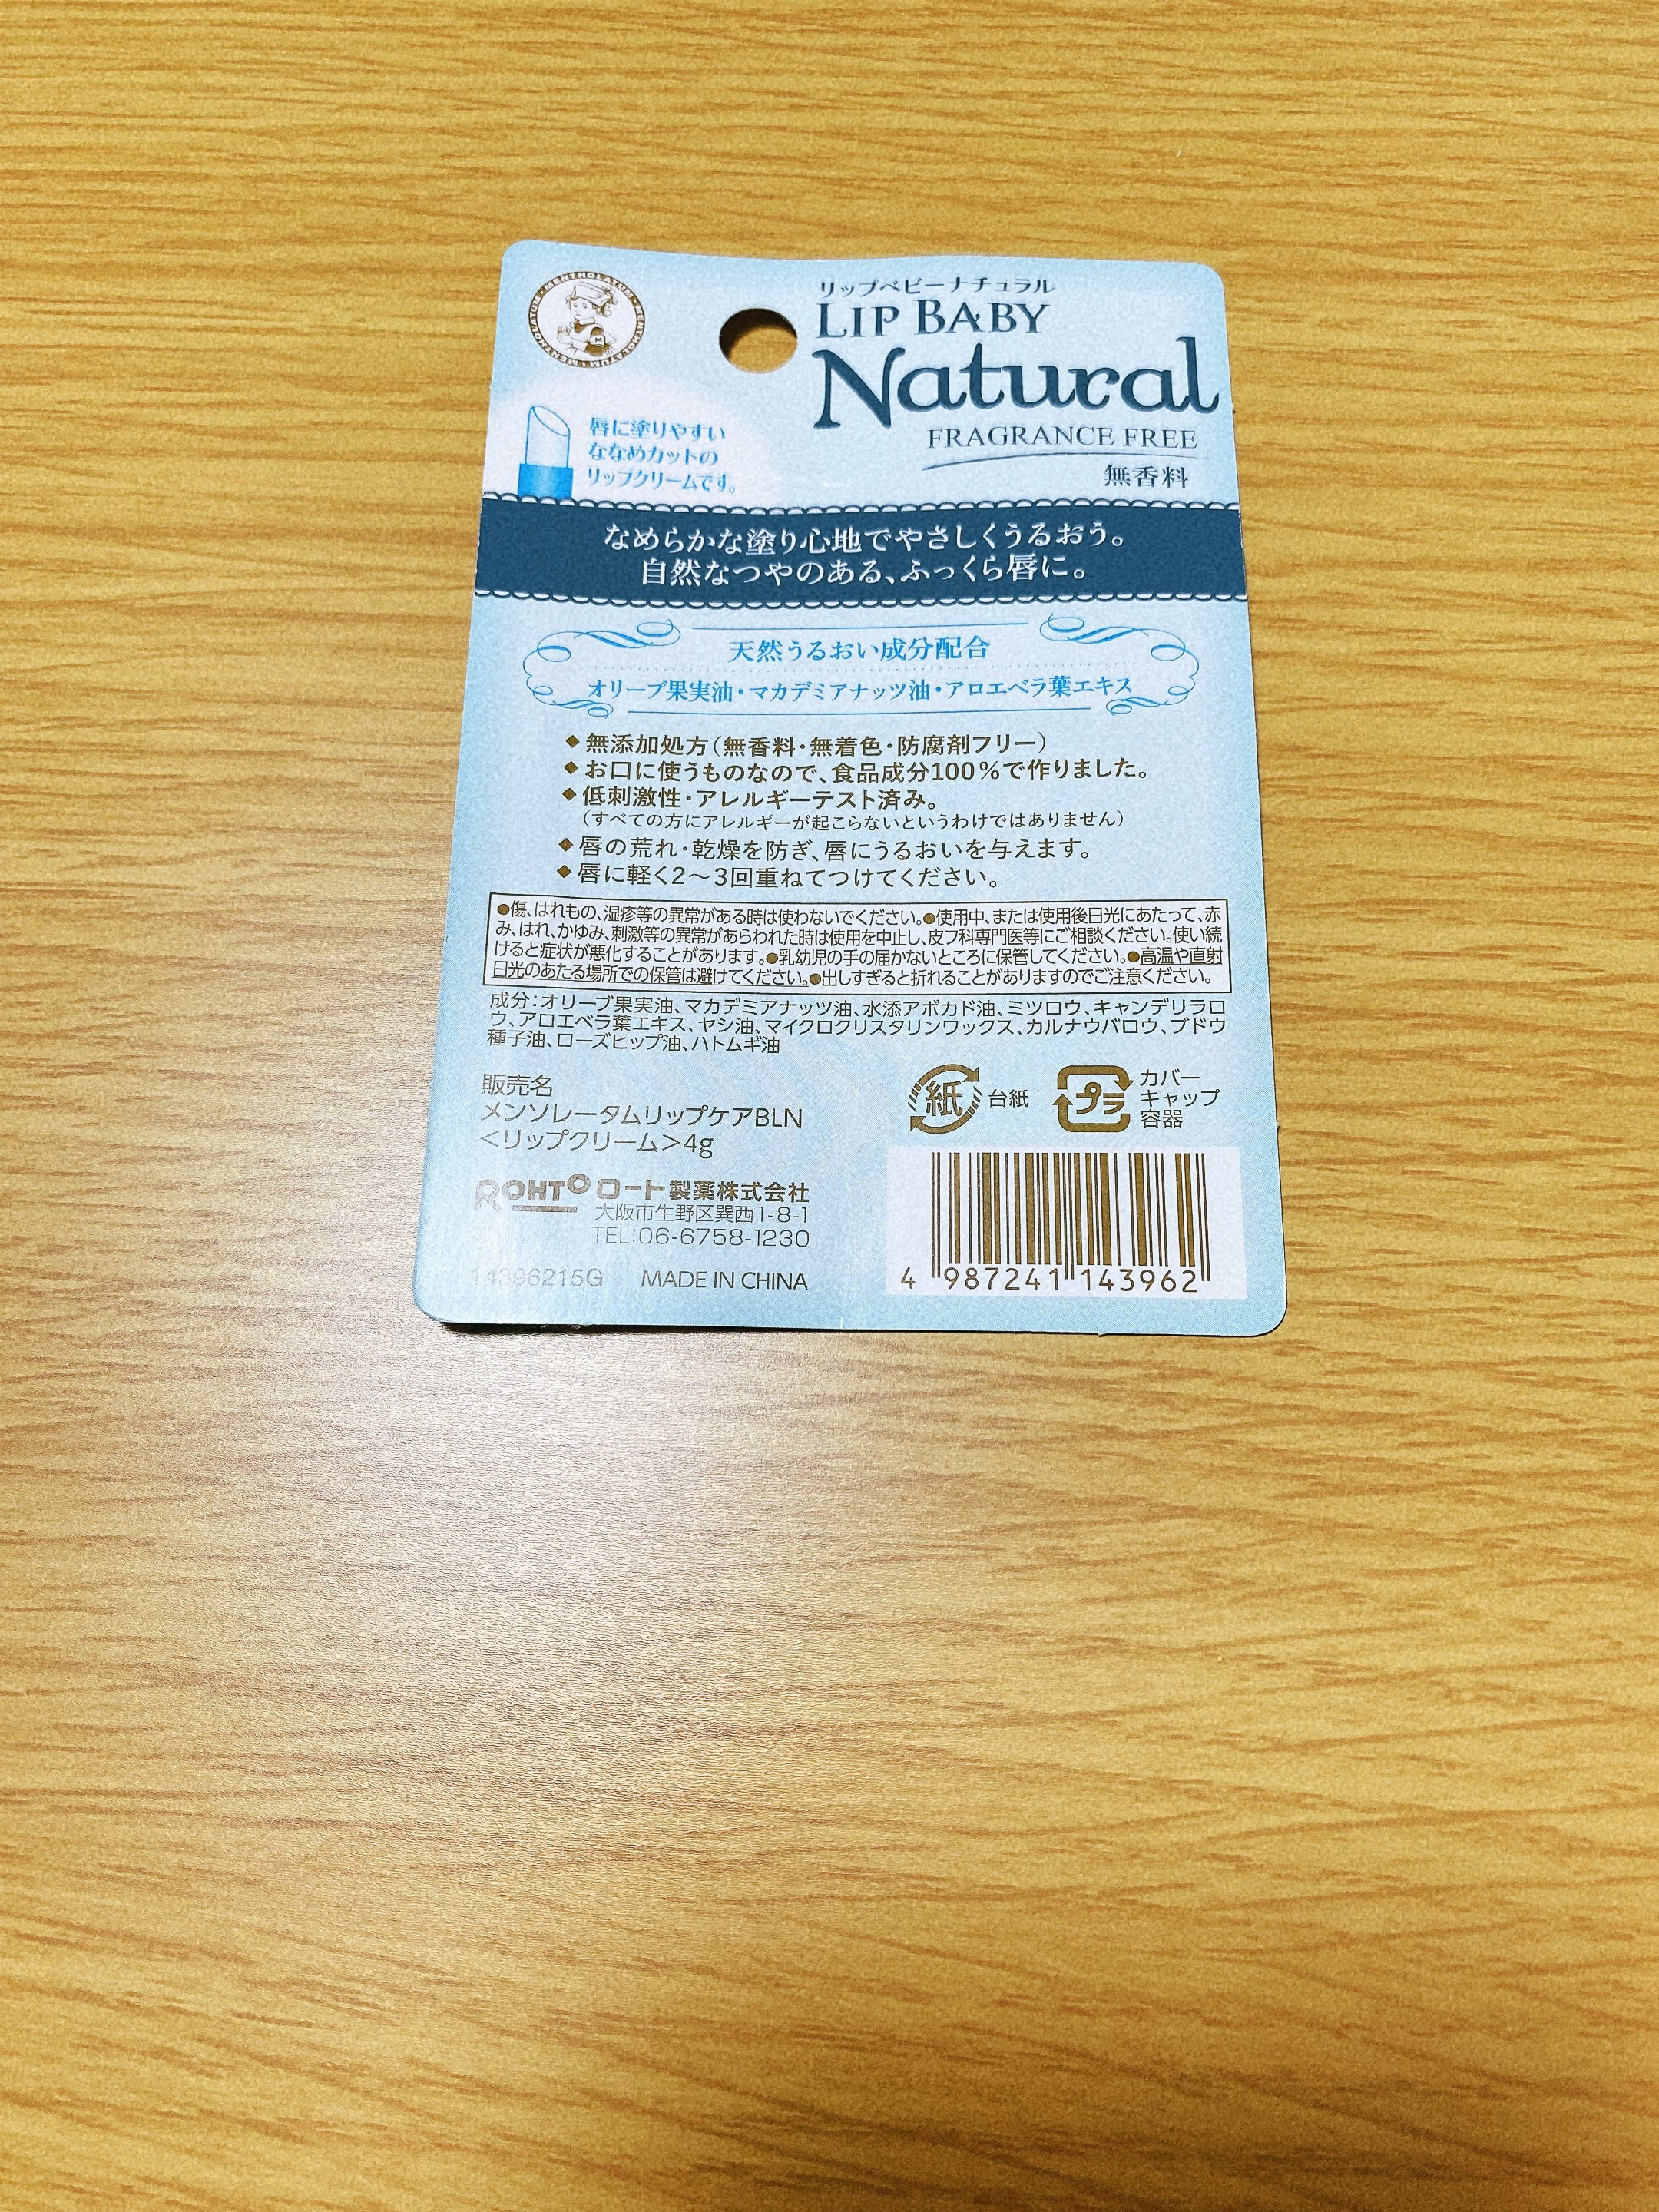 MENTHOLATUM · MENTHOLATUM · MENTHOLATUM
リップベビーナチュラル
LIP BABY
Natural
FRAGRANCE FREE
無香料
唇に塗りやすい
ななめカットの
リップクリームです。
なめらかな塗り心地でやさしくうるおう。
自然なつやのある、ふっくら唇に。
天然うるおい成分配合
オリーブ果実油・マカデミアナッツ油・アロエベラ葉エキス
◆無添加処方(無香料・無着色・防腐剤フリー)
◆お口に使うものなので、食品成分100%で作りました。
◆低刺激性・アレルギーテスト済み。
(すべての方にアレルギーが起こらないというわけではありません)
◆唇の荒れ・乾燥を防ぎ、唇にうるおいを与えます。
◆唇に軽く2〜3回重ねてつけてください。
●傷、はれもの、湿疹等の異常がある時は使わないでください。●使用中、または使用後日光にあたって、赤
み、はれ、かゆみ、刺激等の異常があらわれた時は使用を中止し、皮フ科専門医等にご相談ください。使い続
けると症状が悪化することがあります。●乳幼児の手の届かないところに保管してください。●高温や直射
日光のあたる場所での保管は避けてください。●出しすぎると折れることがありますのでご注意ください。
成分:オリーブ果実油、マカデミアナッツ油、水添アボカド油、ミツロウ、キャンデリラロ
ウ、アロエベラ葉エキス、ヤシ油、マイクロクリスタリンワックス、カルナウバロウ、ブドウ
種子油、ローズヒップ油、ハトムギ油
販売名
メンソレータムリップケアBLN
<リップクリーム>4g
紙 台紙
プラ カバー
キャップ
容器
ROHTO ロート製薬株式会社
大阪市生野区巽西1-8-1
TEL:06-6758-1230
14396215G MADE IN CHINA
4 987241 143962